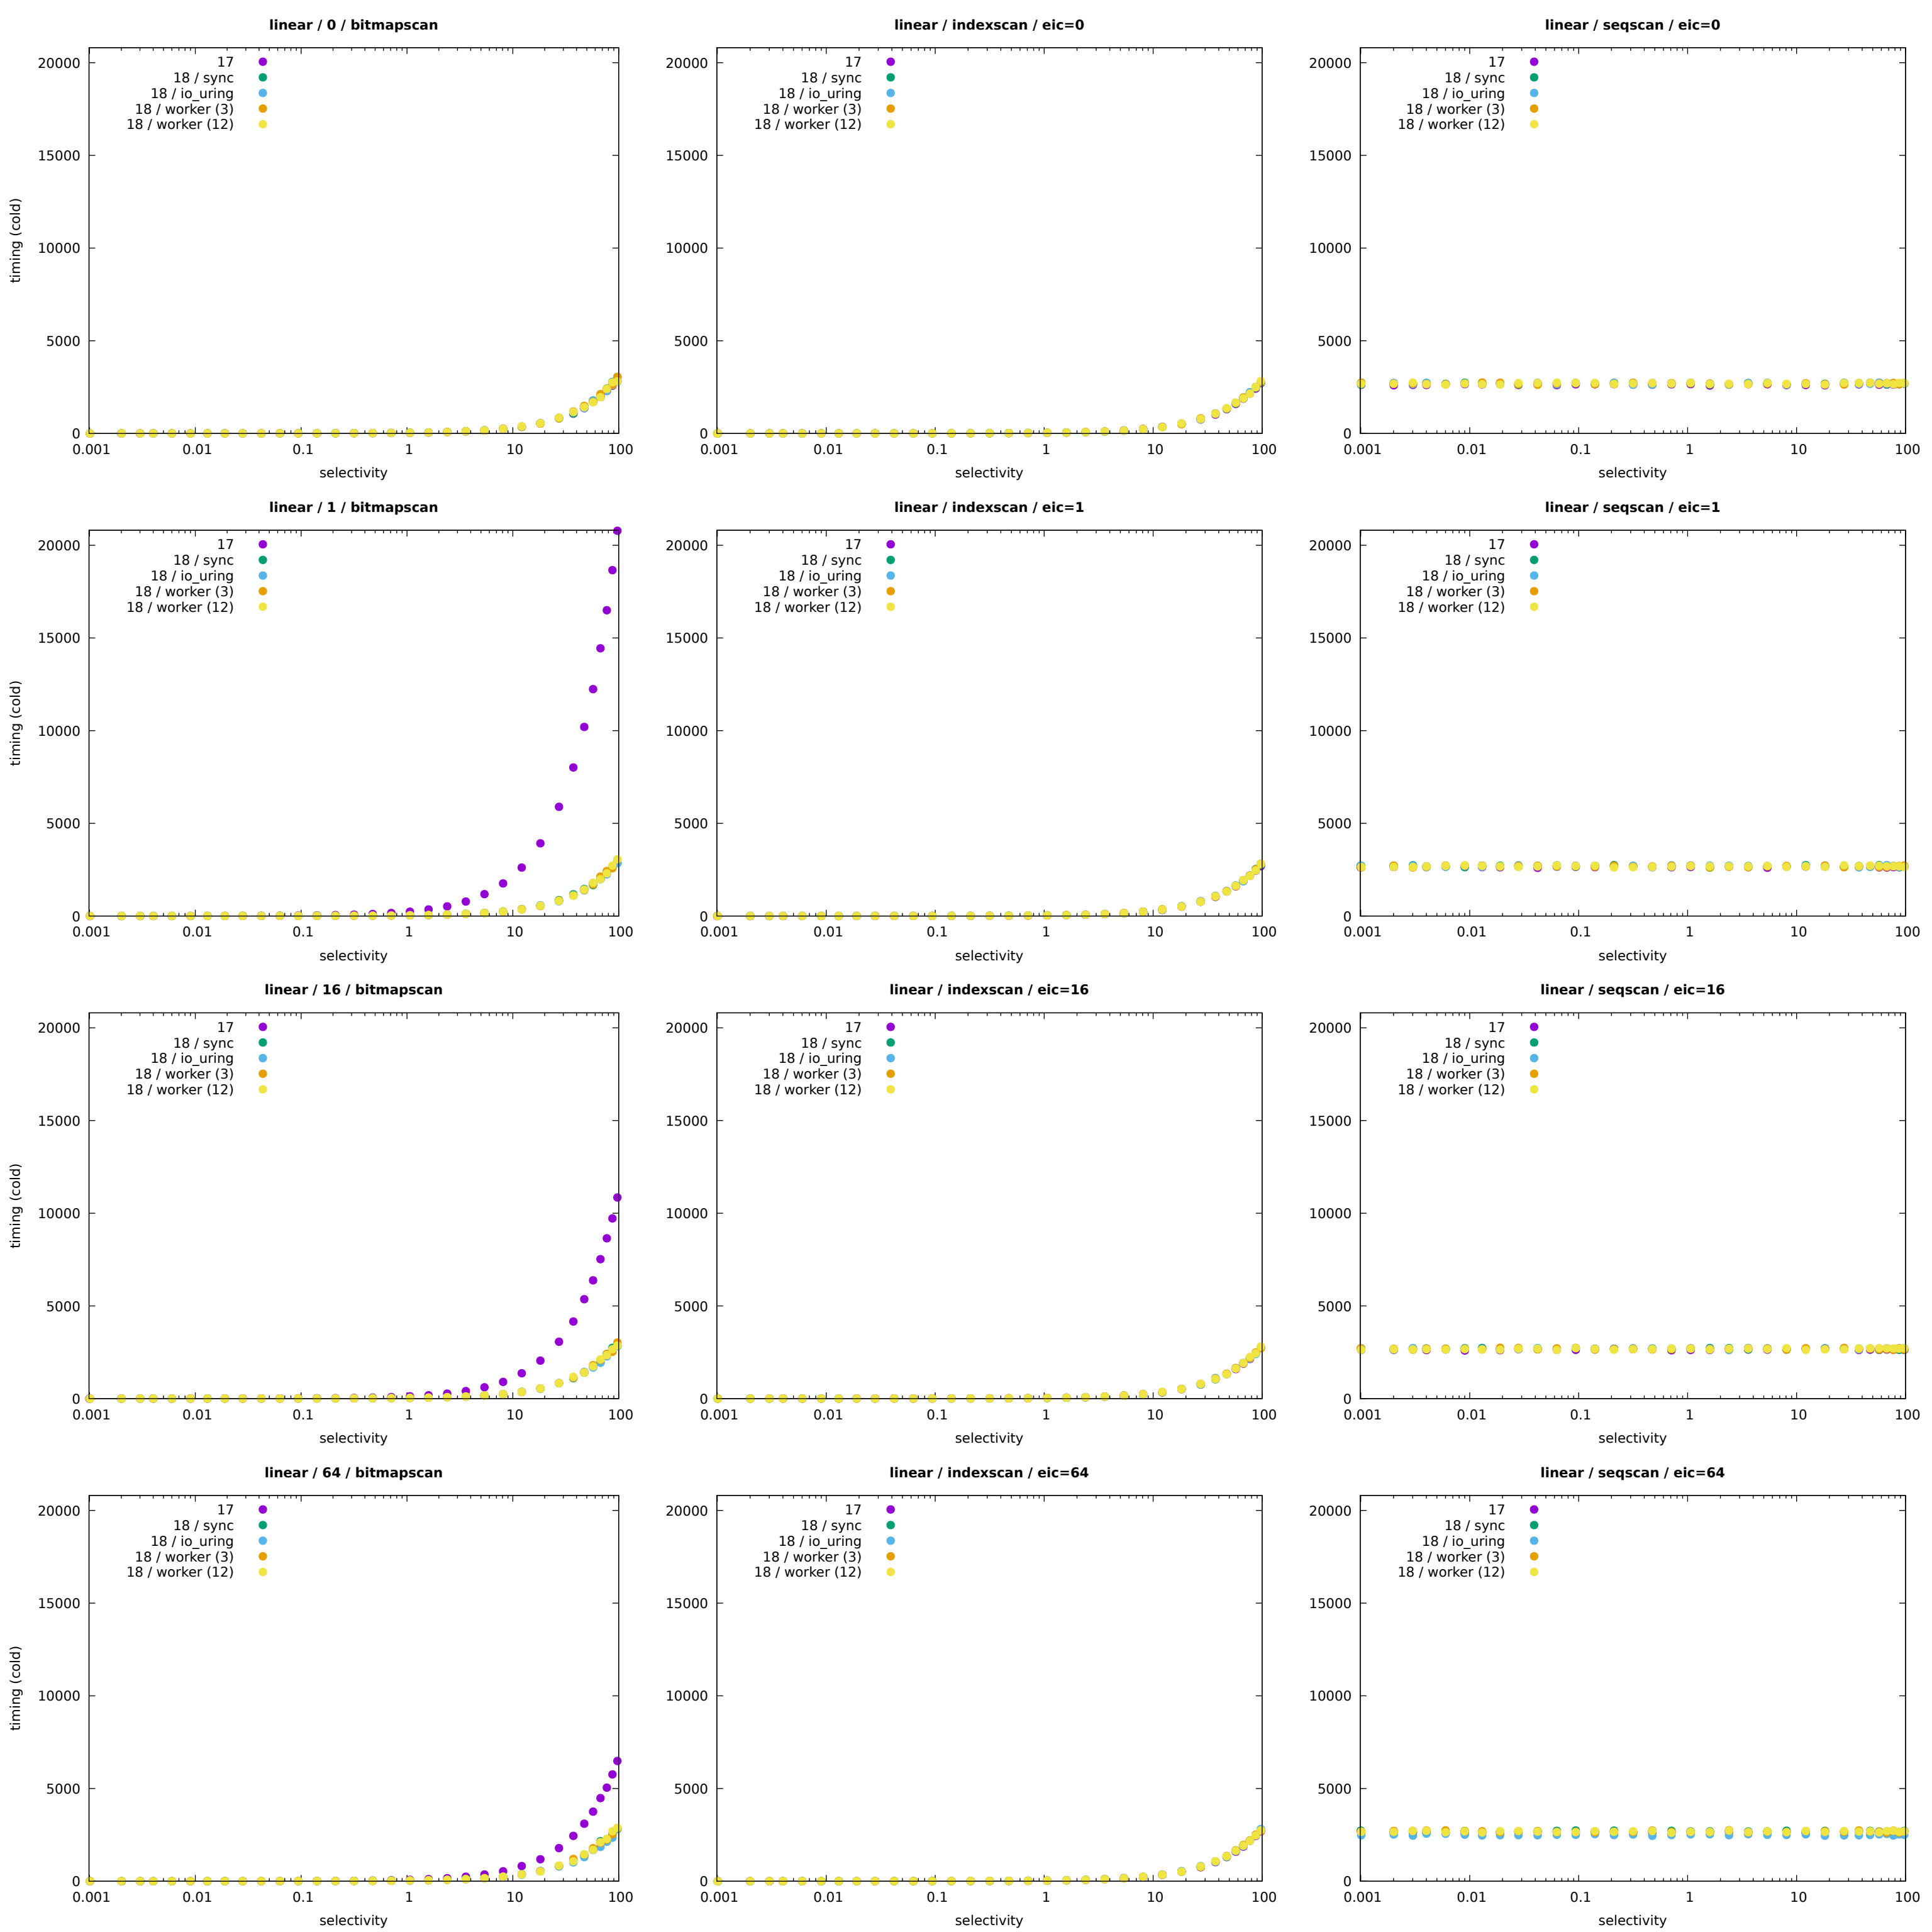 linear / 0 / bitmapscan
20000
15000
10000
5000
0
timing (cold)
17
18 / sync
18 / io_uring
18 / worker (3)
18 / worker (12)
0.001 0.01 0.1 1 10 100
selectivity
linear / indexscan / eic=0
20000
15000
10000
5000
0
17
18 / sync
18 / io_uring
18 / worker (3)
18 / worker (12)
0.001 0.01 0.1 1 10 100
selectivity
linear / seqscan / eic=0
20000
15000
10000
5000
0
17
18 / sync
18 / io_uring
18 / worker (3)
18 / worker (12)
0.001 0.01 0.1 1 10 100
selectivity
linear / 1 / bitmapscan
20000
15000
10000
5000
0
timing (cold)
17
18 / sync
18 / io_uring
18 / worker (3)
18 / worker (12)
0.001 0.01 0.1 1 10 100
selectivity
linear / indexscan / eic=1
20000
15000
10000
5000
0
17
18 / sync
18 / io_uring
18 / worker (3)
18 / worker (12)
0.001 0.01 0.1 1 10 100
selectivity
linear / seqscan / eic=1
20000
15000
10000
5000
0
17
18 / sync
18 / io_uring
18 / worker (3)
18 / worker (12)
0.001 0.01 0.1 1 10 100
selectivity
linear / 16 / bitmapscan
20000
15000
10000
5000
0
timing (cold)
17
18 / sync
18 / io_uring
18 / worker (3)
18 / worker (12)
0.001 0.01 0.1 1 10 100
selectivity
linear / indexscan / eic=16
20000
15000
10000
5000
0
17
18 / sync
18 / io_uring
18 / worker (3)
18 / worker (12)
0.001 0.01 0.1 1 10 100
selectivity
linear / seqscan / eic=16
20000
15000
10000
5000
0
17
18 / sync
18 / io_uring
18 / worker (3)
18 / worker (12)
0.001 0.01 0.1 1 10 100
selectivity
linear / 64 / bitmapscan
20000
15000
10000
5000
0
timing (cold)
17
18 / sync
18 / io_uring
18 / worker (3)
18 / worker (12)
0.001 0.01 0.1 1 10 100
selectivity
linear / indexscan / eic=64
20000
15000
10000
5000
0
17
18 / sync
18 / io_uring
18 / worker (3)
18 / worker (12)
0.001 0.01 0.1 1 10 100
selectivity
linear / seqscan / eic=64
20000
15000
10000
5000
0
17
18 / sync
18 / io_uring
18 / worker (3)
18 / worker (12)
0.001 0.01 0.1 1 10 100
selectivity